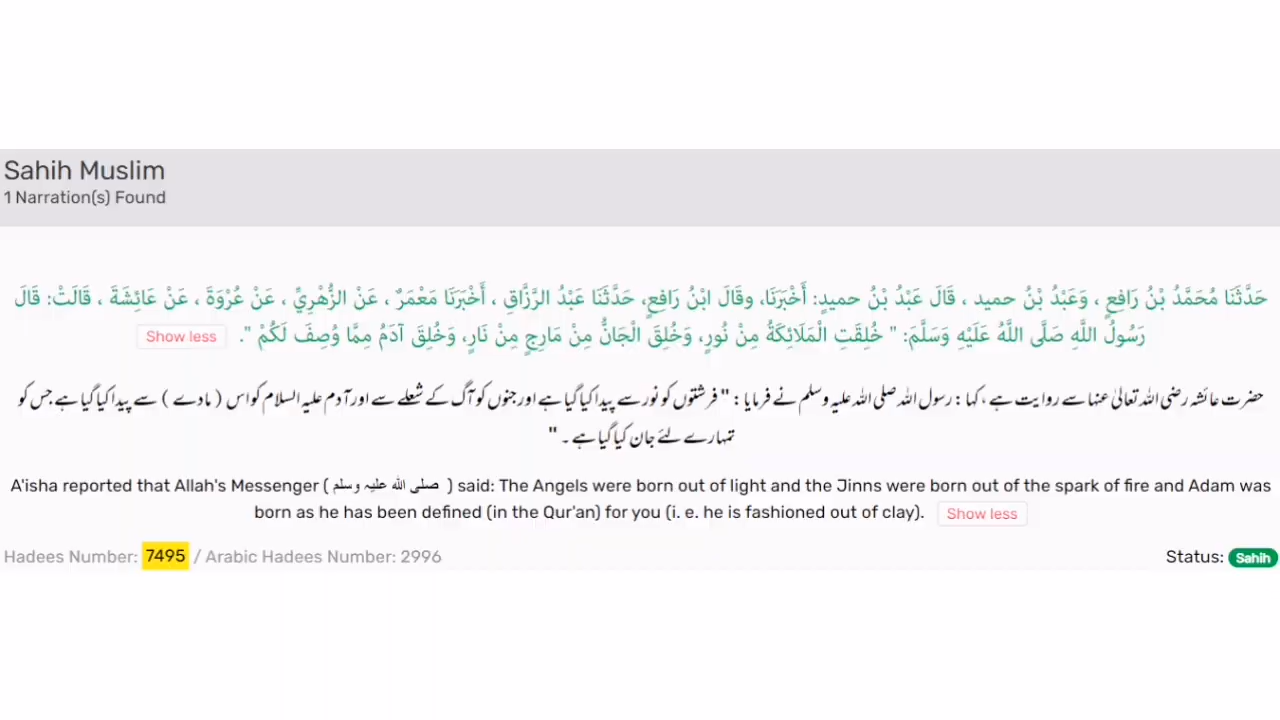 Sahih Muslim
1 Narration(s) Found
حَدَّثَنَا مُحَمَّدُ بْنُ رَافِعٍ ، وَعَبْدُ بْنُ حميد ، قَالَ عَبْدُ بْنُ حميدٍ: أَخْبَرَنَا، وقَالَ ابْنُ رَافِعٍ، حَدَّثَنَا عَبْدُ الرَّزَّاقِ ، أَخْبَرَنَا مَعْمَرٌ ، عَنْ الزُّهْرِيِّ ، عَنْ عُرْوَةَ ، عَنْ عَائِشَةَ ، قَالَتْ: قَالَ
رَسُولُ اللَّهِ صَلَّى اللَّهُ عَلَيْهِ وَسَلَّمَ: " خُلِقَتِ الْمَلَائِكَةُ مِنْ نُورٍ، وَخُلِقَ الْجَانُّ مِنْ مَارِجٍ مِنْ نَارٍ، وَخُلِقَ آدَمُ مِمَّا وُصِفَ لَكُمْ ". Show less
حضرت عائشہ رضی اللہ تعالیٰ عنہا سے روایت ہے ، کہا : رسول اللہ صلی اللہ علیہ وسلم نے فرمایا : " فرشتوں کو نور سے پیدا کیا گیا ہے اور جنوں کو آگ کے شعلے سے اور آدم علیہ السلام کو اس ( مادے ) سے پیدا کیا گیا ہے جس کو
تمہارے لئے جان کیا گیا ہے ۔ "
A'isha reported that Allah's Messenger ( صلی اللہ علیہ وسلم ) said: The Angels were born out of light and the Jinns were born out of the spark of fire and Adam was
born as he has been defined (in the Qur'an) for you (i. e. he is fashioned out of clay). Show less
Hadees Number: 7495 / Arabic Hadees Number: 2996
Status: Sahih